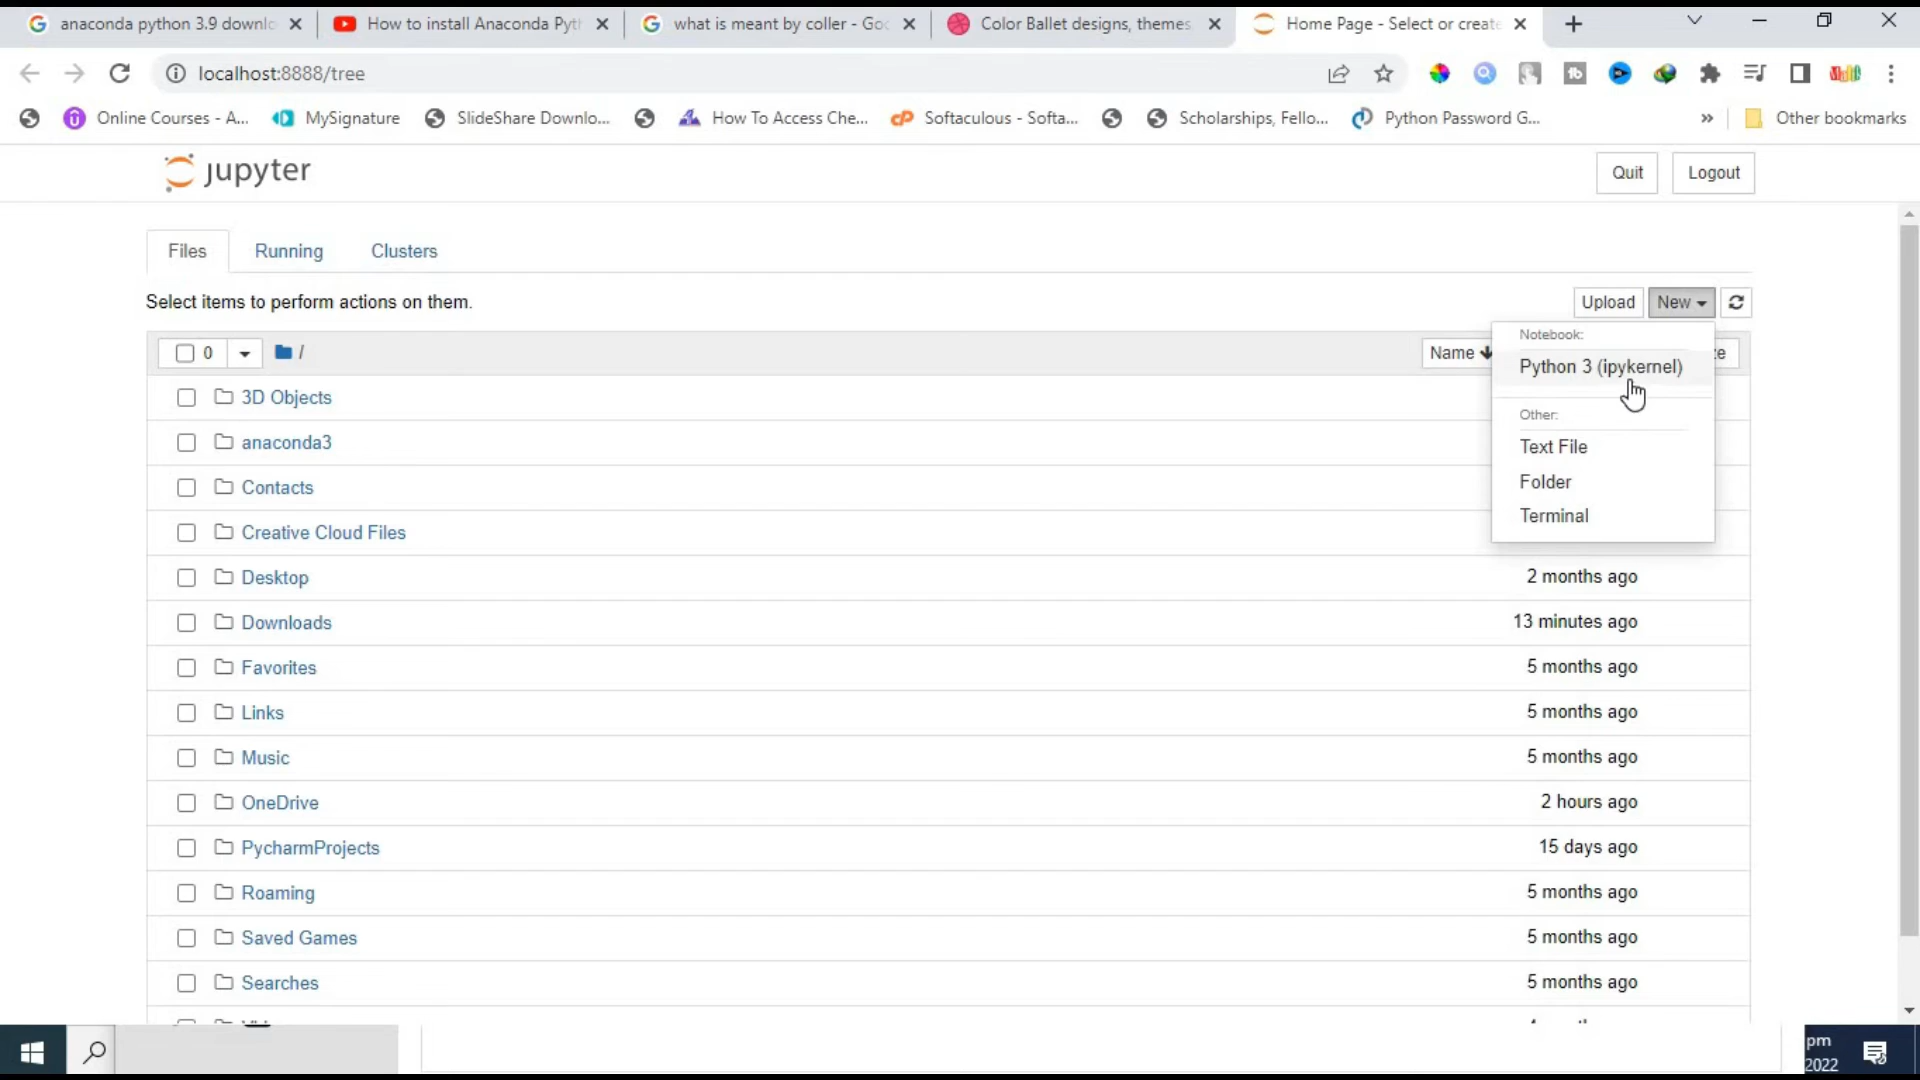 anaconda python 3.9 downlo
How to install Anaconda Pyth
what is meant by coller - Goo
Color Ballet designs, themes,
Home Page - Select or create
localhost:8888/tree
Online Courses - A...
MySignature
SlideShare Downlo...
How To Access Che...
cP Softaculous - Softa...
Scholarships, Fello...
Python Password G...
»
Other bookmarks
jupyter
Quit
Logout
Files
Running
Clusters
Select items to perform actions on them.
Upload
New
0
/
Name
Notebook:
Python 3 (ipykernel)
Other:
Text File
Folder
Terminal
3D Objects
anaconda3
Contacts
Creative Cloud Files
Desktop 2 months ago
Downloads 13 minutes ago
Favorites 5 months ago
Links 5 months ago
Music 5 months ago
OneDrive 2 hours ago
PycharmProjects 15 days ago
Roaming 5 months ago
Saved Games 5 months ago
Searches 5 months ago
pm
2022